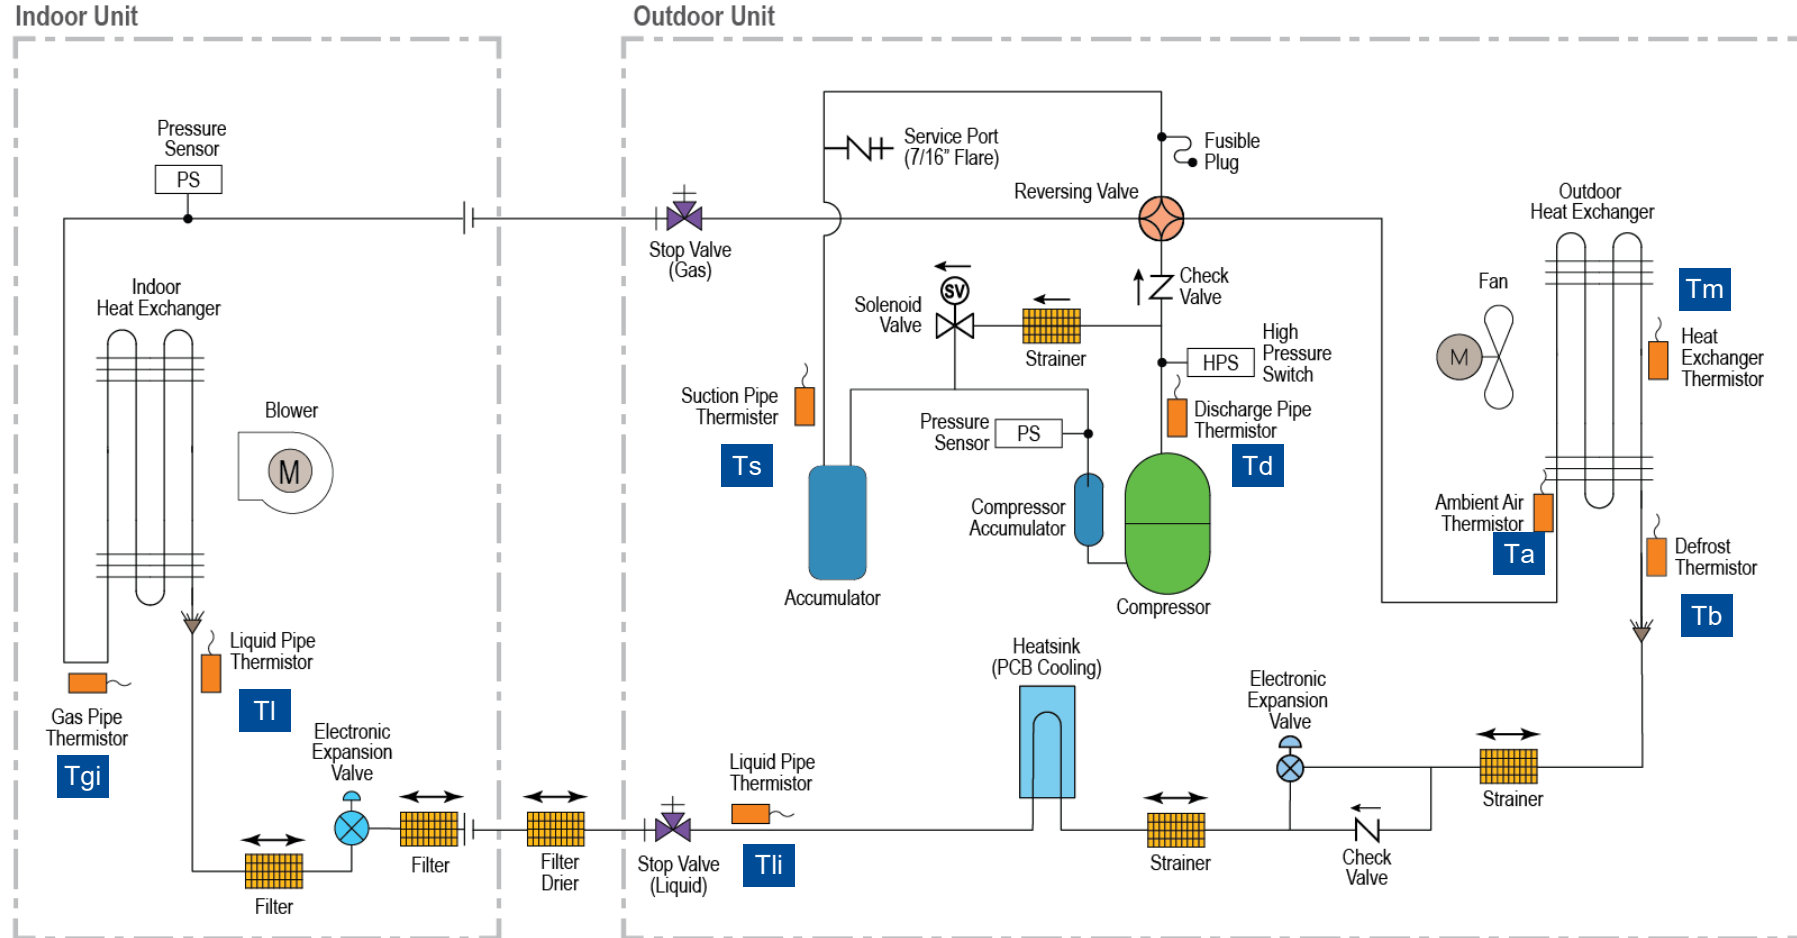 Indoor Unit
Outdoor Unit
Pressure
Sensor
PS
Service Port
(7/16” Flare)
Fusible
Plug
Reversing Valve
Outdoor
Heat Exchanger
Stop Valve
(Gas)
Indoor
Heat Exchanger
SV
Solenoid
Valve
Check
Valve
Strainer
High
Pressure
Switch
HPS
Fan
M
Tm
Heat
Exchanger
Thermistor
Blower
M
Suction Pipe
Thermister
Ts
Pressure
Sensor
PS
Discharge Pipe
Thermistor
Td
Compressor
Accumulator
Ambient Air
Thermistor
Ta
Defrost
Thermistor
Tb
Accumulator
Compressor
Liquid Pipe
Thermistor
Tl
Gas Pipe
Thermistor
Tgi
Heatsink
(PCB Cooling)
Electronic
Expansion
Valve
Electronic
Expansion
Valve
Liquid Pipe
Thermistor
Tli
Strainer
Filter
Filter
Filter
Drier
Stop Valve
(Liquid)
Strainer
Check
Valve